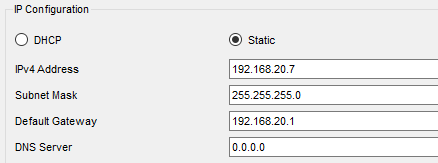 IP Configuration
DHCP Static
IPv4 Address 192.168.20.7
Subnet Mask 255.255.255.0
Default Gateway 192.168.20.1
DNS Server 0.0.0.0